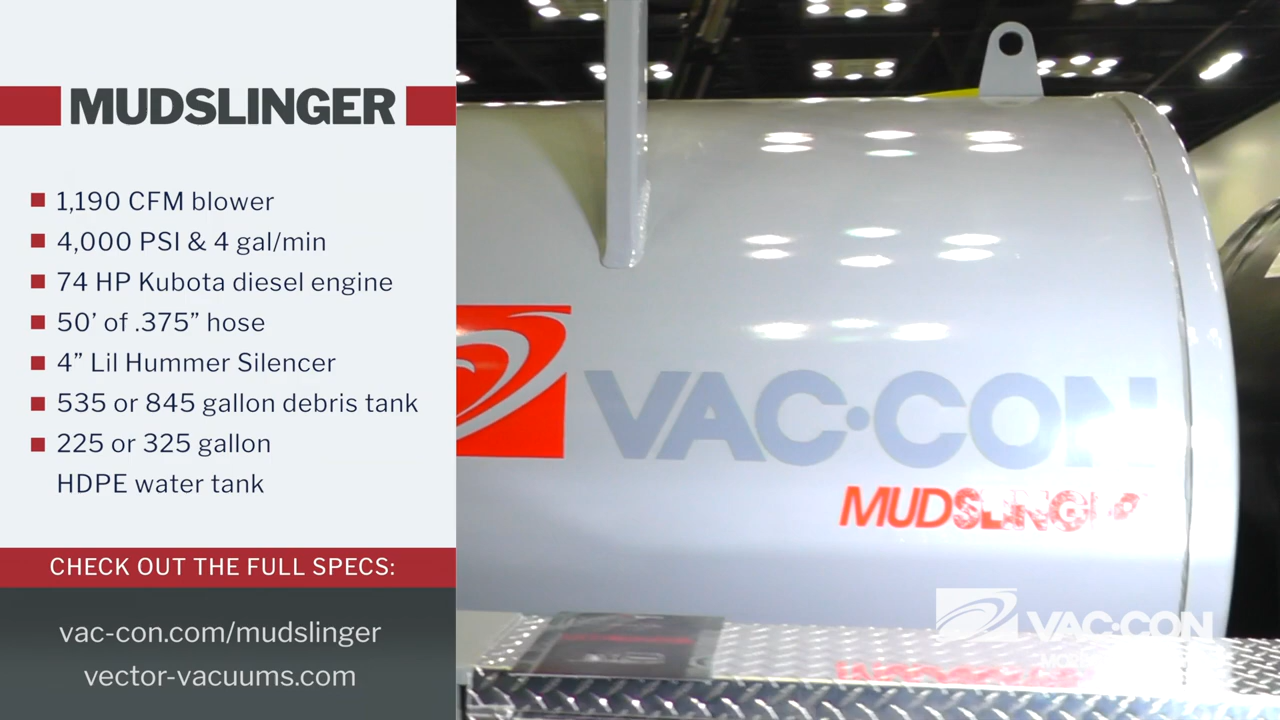 MUDSLINGER
1,190 CFM blower
4,000 PSI & 4 gal/min
74 HP Kubota diesel engine
50’ of .375” hose
4” Lil Hummer Silencer
535 or 845 gallon debris tank
225 or 325 gallon
HDPE water tank
CHECK OUT THE FULL SPECS:
vac-con.com/mudslinger
vector-vacuums.com
VAC·CON
MUDSLINGER
VAC·CON